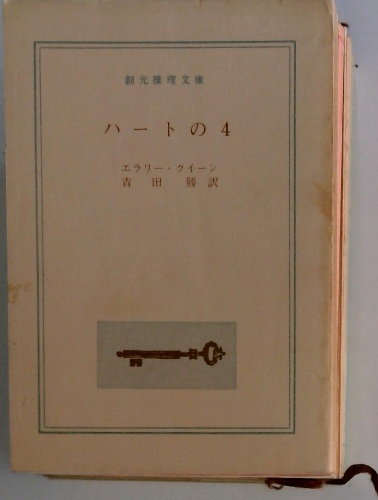 創元推理文庫
ハートの4
エラリー・クイーン
青田 勝訳